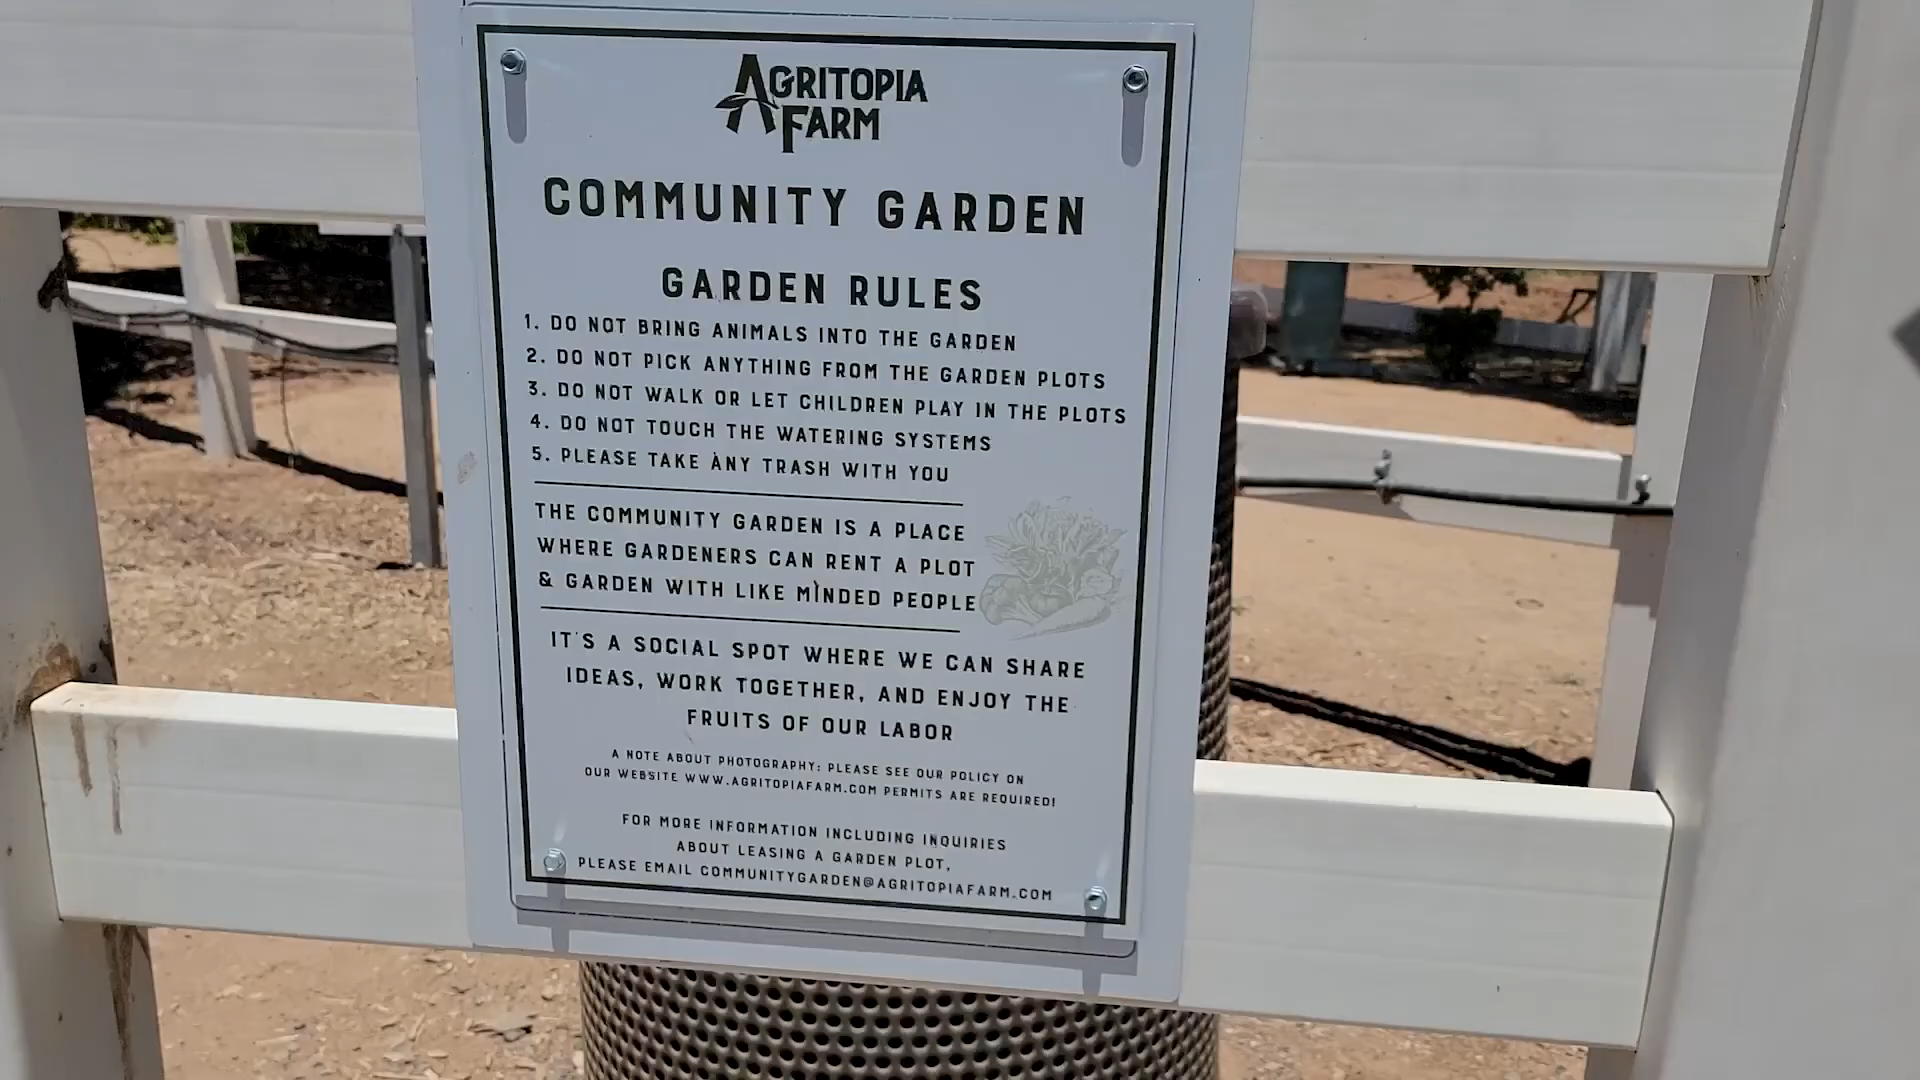 AGRITOPIA
FARM
COMMUNITY GARDEN
GARDEN RULES
1. DO NOT BRING ANIMALS INTO THE GARDEN
2. DO NOT PICK ANYTHING FROM THE GARDEN PLOTS
3. DO NOT WALK OR LET CHILDREN PLAY IN THE PLOTS
4. DO NOT TOUCH THE WATERING SYSTEMS
5. PLEASE TAKE ANY TRASH WITH YOU
THE COMMUNITY GARDEN IS A PLACE
WHERE GARDENERS CAN RENT A PLOT
& GARDEN WITH LIKE MINDED PEOPLE
IT'S A SOCIAL SPOT WHERE WE CAN SHARE
IDEAS, WORK TOGETHER, AND ENJOY THE
FRUITS OF OUR LABOR
A NOTE ABOUT PHOTOGRAPHY: PLEASE SEE OUR POLICY ON
OUR WEBSITE WWW.AGRITOPIAFARM.COM PERMITS ARE REQUIRED!
FOR MORE INFORMATION INCLUDING INQUIRIES
ABOUT LEASING A GARDEN PLOT,
PLEASE EMAIL COMMUNITYGARDEN@AGRITOPIAFARM.COM